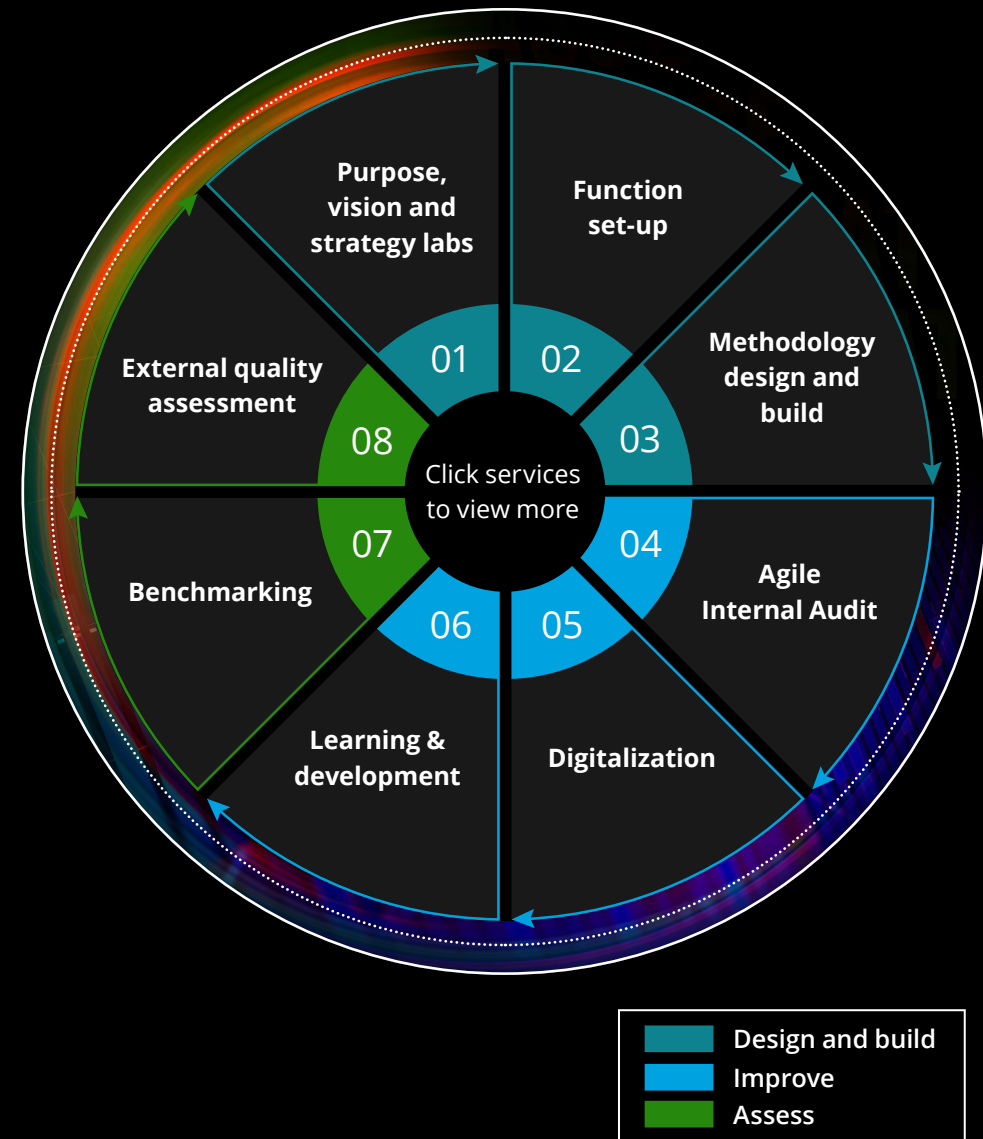 Purpose,
vision and
strategy labs
01
Function
set-up
02
Methodology
design and
build
03
Agile
Internal Audit
04
Digitalization
05
Learning &
development
06
Benchmarking
07
External quality
assessment
08
Click services
to view more
Design and build
Improve
Assess